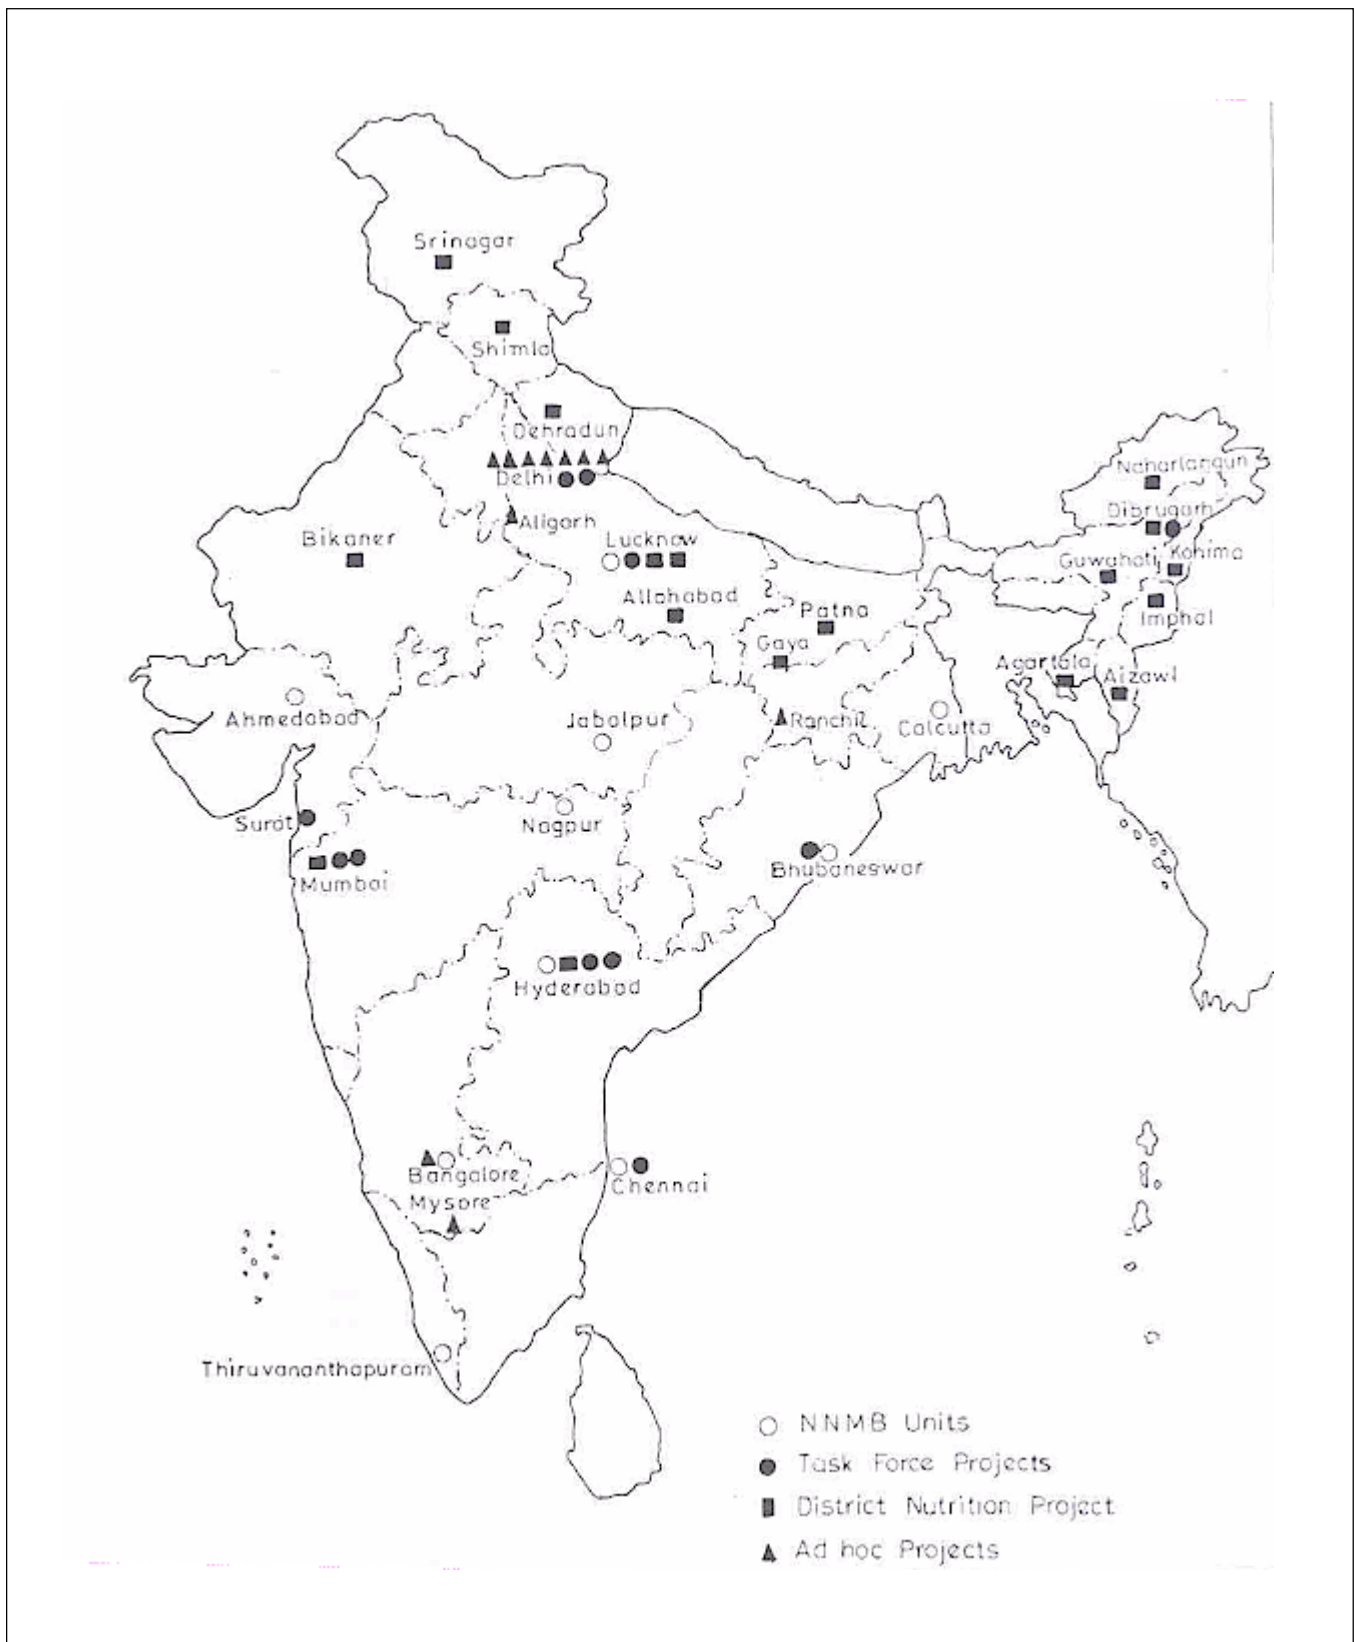 Srinagar
Shimla
Dehradun
Delhi
Aligarh
Naharlagun
Dibrugarh
Bikaner
Lucknow
Guwahati
Kohima
Allahabad
Patna
Imphal
Gaya
Agartala
Aizawl
Ahmedabad
Jabalpur
Ranchi
Calcutta
Surat
Nagpur
Mumbai
Bhubaneswar
Hyderabad
Bangalore
Mysore
Chennai
Thiruvananthapuram
NNMB Units
Task Force Projects
District Nutrition Project
Ad hoc Projects